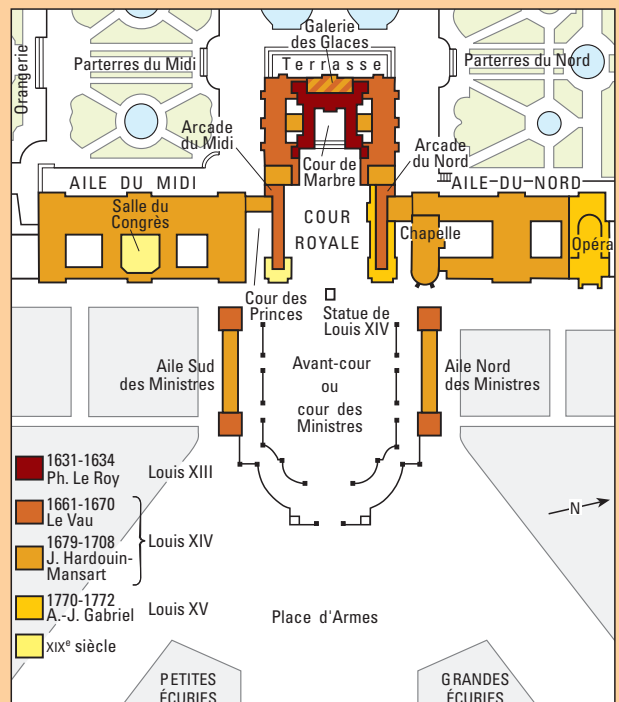 Galerie
des Glaces
Terrasse
Parterres du Midi
Parterres du Nord
Orangerie
Arcade
du Midi
Arcade
du Nord
Cour de
Marbre
AILE DU MIDI
AILE-DU-NORD
Salle du
Congrès
COUR
ROYALE
Chapelle
Opéra
Cour des
Princes
Statue de
Louis XIV
Aile Sud
des Ministres
Avant-cour
ou
cour des
Ministres
Aile Nord
des Ministres
1631-1634
Ph. Le Roy
Louis XIII
1661-1670
Le Vau
1679-1708
J. Hardouin-
Mansart
Louis XIV
1770-1772
A.-J. Gabriel
Louis XV
XIXᵉ siècle
N
Place d'Armes
PETITES
ÉCURIES
GRANDES
ÉCURIES